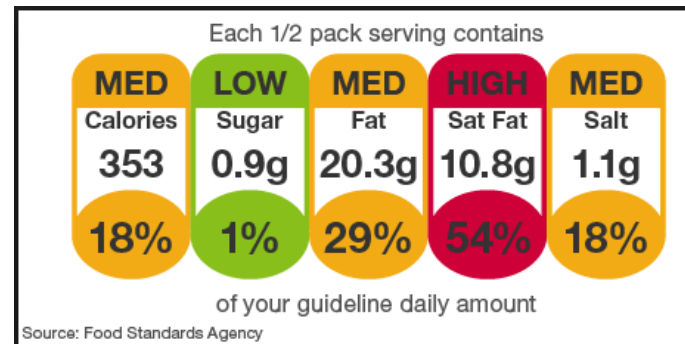 Each 1/2 pack serving contains
MED LOW MED HIGH MED
Calories Sugar Fat Sat Fat Salt
353 0.9g 20.3g 10.8g 1.1g
18% 1% 29% 54% 18%
of your guideline daily amount
Source: Food Standards Agency